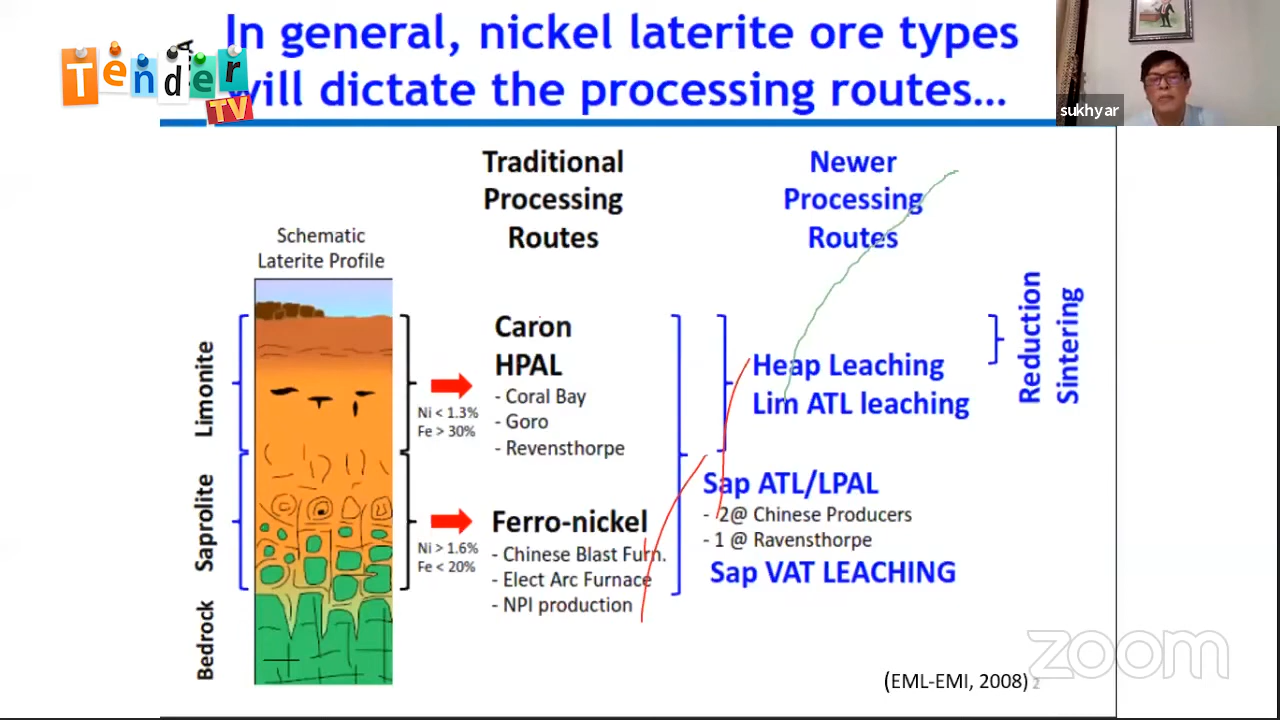 In general, nickel laterite ore types
will dictate the processing routes...
TenderTV
sukhyar
Traditional
Processing
Routes
Newer
Processing
Routes
Schematic
Laterite Profile
Limonite
Saprolite
Bedrock
Ni < 1.3%
Fe > 30%
Caron
HPAL
- Coral Bay
- Goro
- Revensthorpe
Ni > 1.6%
Fe < 20%
Ferro-nickel
- Chinese Blast Furn.
- Elect Arc Furnace
- NPI production
Heap Leaching
Lim ATL leaching
Reduction
Sintering
Sap ATL/LPAL
- 2@ Chinese Producers
- 1 @ Ravensthorpe
Sap VAT LEACHING
(EML-EMI, 2008)
2
zoom